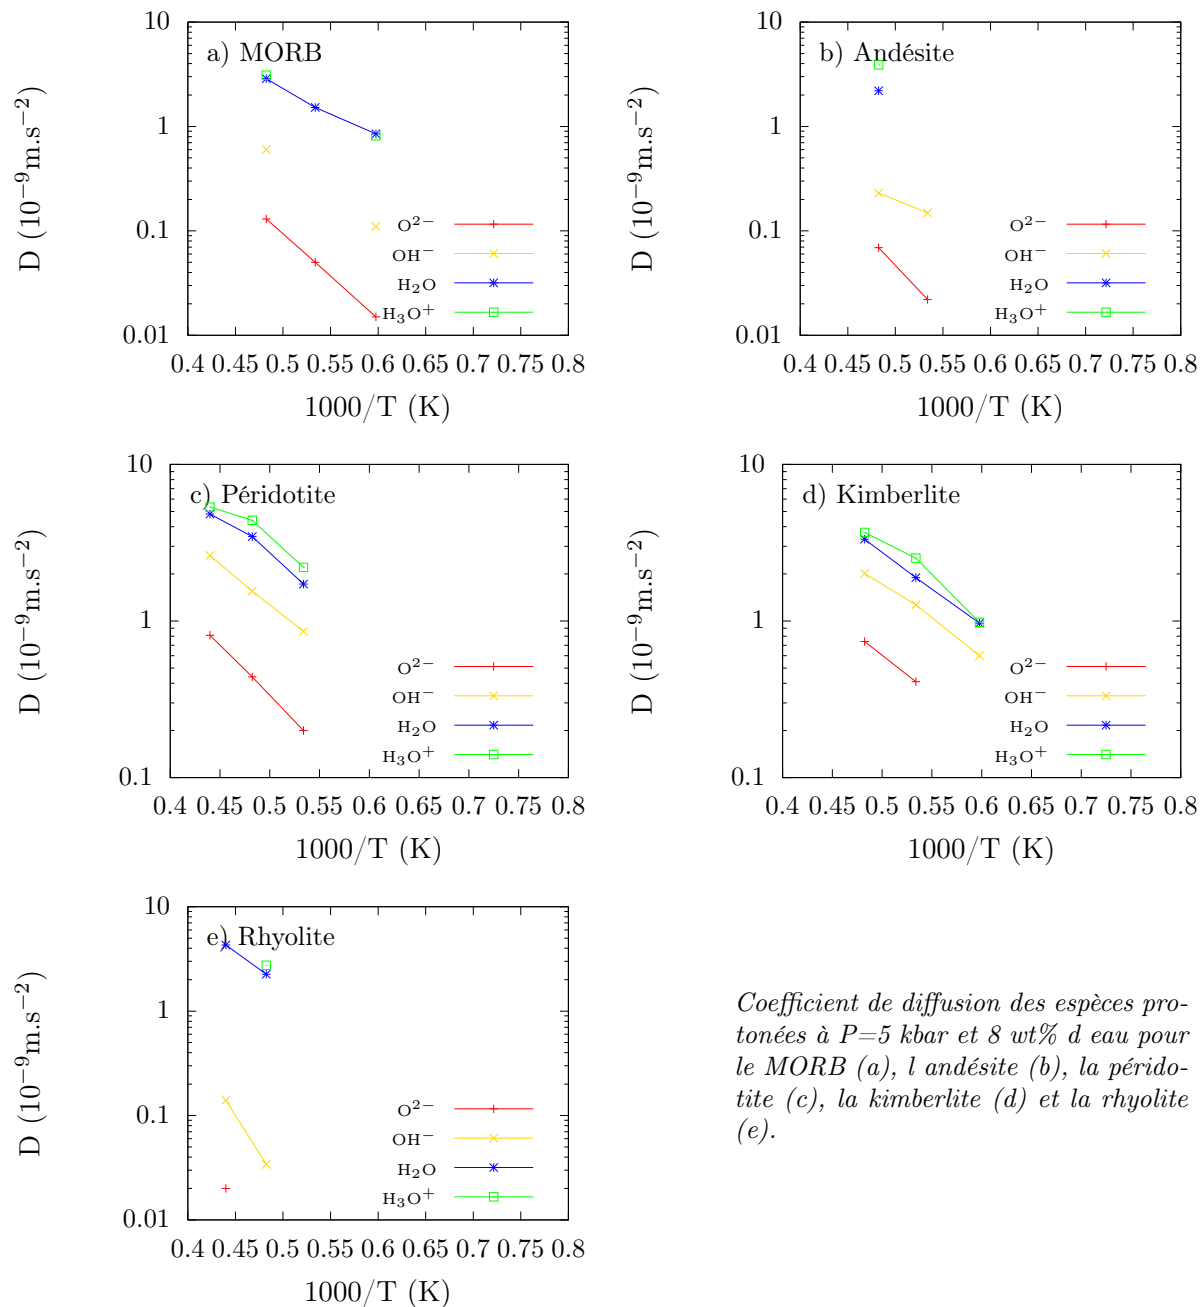 a) MORB
10
1
0.1
0.01
D (10⁻⁹m.s⁻²)
O²⁻
OH⁻
H₂O
H₃O⁺
0.4 0.45 0.5 0.55 0.6 0.65 0.7 0.75 0.8
1000/T (K)
b) Andésite
10
1
0.1
0.01
D (10⁻⁹m.s⁻²)
O²⁻
OH⁻
H₂O
H₃O⁺
0.4 0.45 0.5 0.55 0.6 0.65 0.7 0.75 0.8
1000/T (K)
c) Péridotite
10
1
0.1
D (10⁻⁹m.s⁻²)
O²⁻
OH⁻
H₂O
H₃O⁺
0.4 0.45 0.5 0.55 0.6 0.65 0.7 0.75 0.8
1000/T (K)
d) Kimberlite
10
1
0.1
D (10⁻⁹m.s⁻²)
O²⁻
OH⁻
H₂O
H₃O⁺
0.4 0.45 0.5 0.55 0.6 0.65 0.7 0.75 0.8
1000/T (K)
e) Rhyolite
10
1
0.1
0.01
D (10⁻⁹m.s⁻²)
O²⁻
OH⁻
H₂O
H₃O⁺
0.4 0.45 0.5 0.55 0.6 0.65 0.7 0.75 0.8
1000/T (K)
Coefficient de diffusion des espèces pro-
tonées à P=5 kbar et 8 wt% d eau pour
le MORB (a), l andésite (b), la pérido-
tite (c), la kimberlite (d) et la rhyolite
(e).